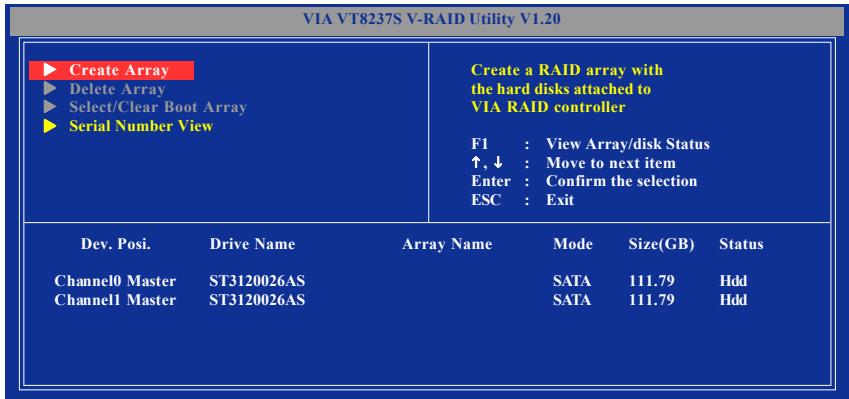 VIA VT8237S V-RAID Utility V1.20
Create Array
Delete Array
Select/Clear Boot Array
Serial Number View
Create a RAID array with
the hard disks attached to
VIA RAID controller
F1 : View Array/disk Status
↑, ↓ : Move to next item
Enter : Confirm the selection
ESC : Exit
Dev. Posi. Drive Name Array Name Mode Size(GB) Status
Channel0 Master ST3120026AS SATA 111.79 Hdd
Channel1 Master ST3120026AS SATA 111.79 Hdd